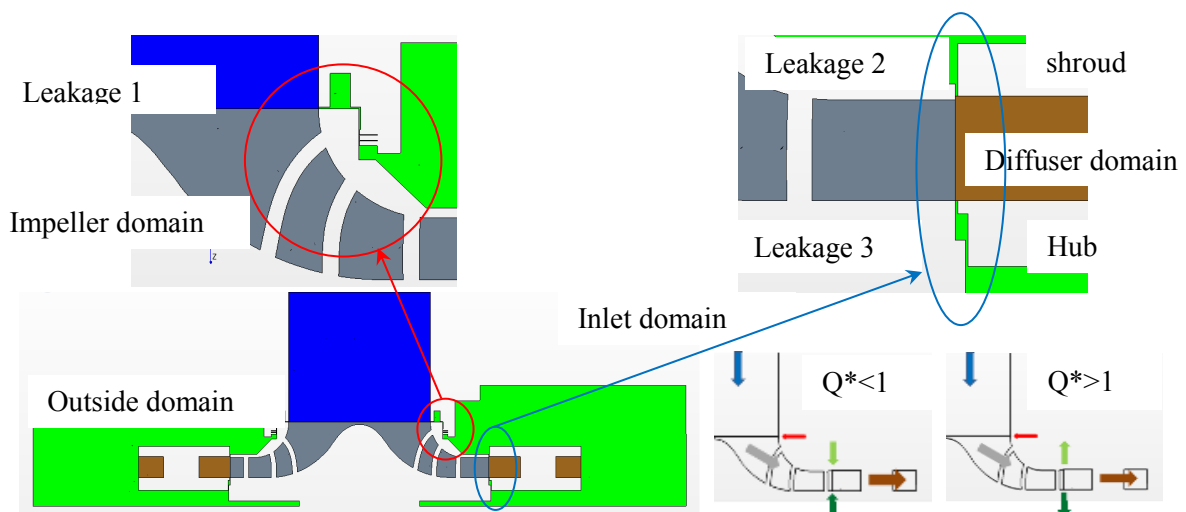 Leakage 1
Impeller domain
z
Leakage 2
shroud
Diffuser domain
Leakage 3
Hub
Inlet domain
Outside domain
Q*<1
Q*>1